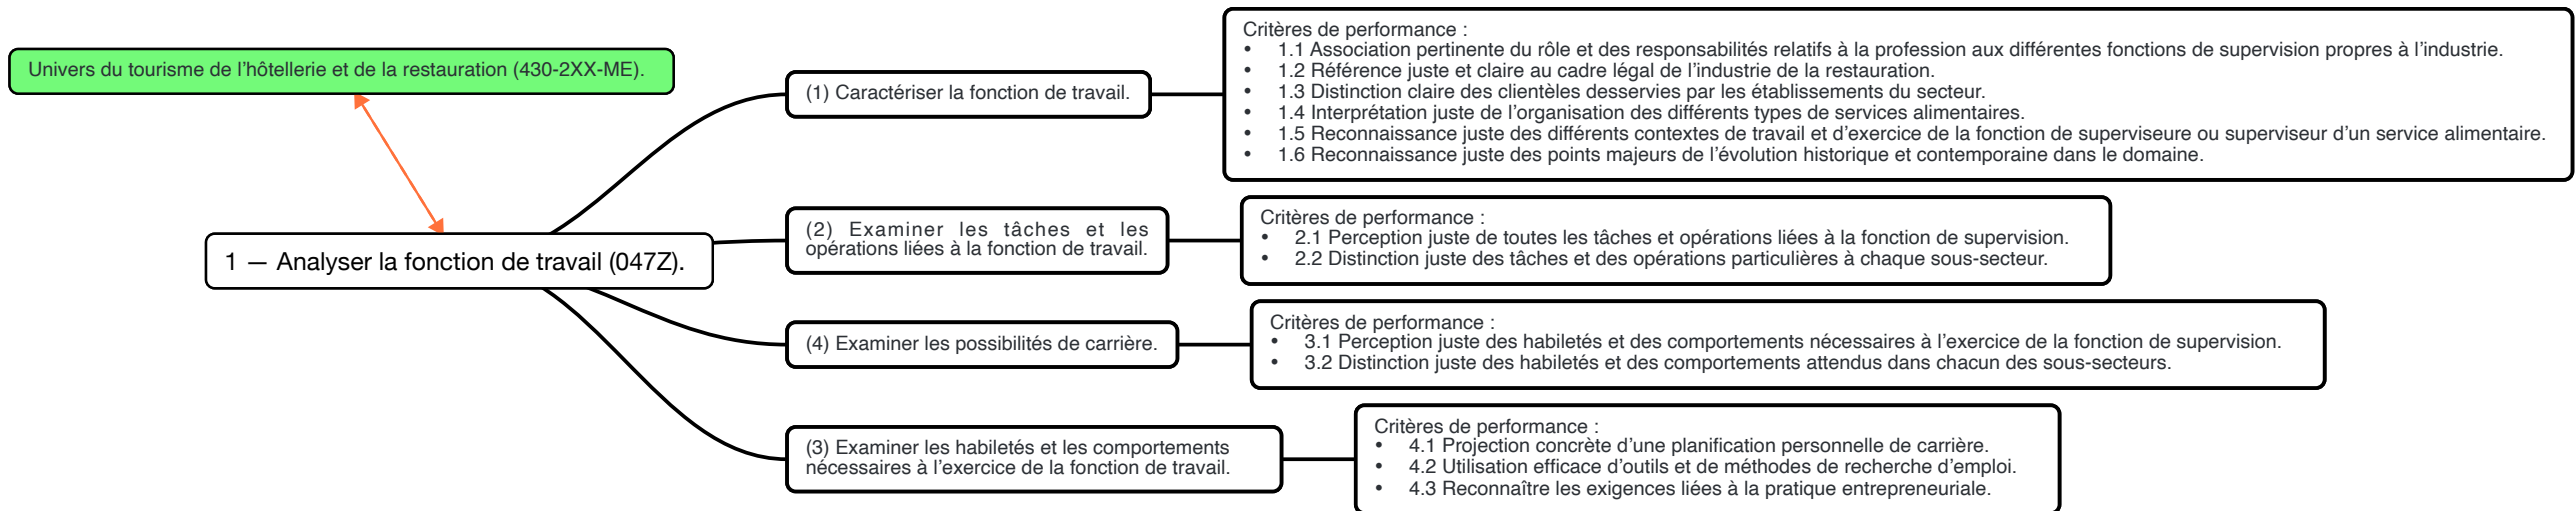 Univers du tourisme de l’hôtellerie et de la restauration (430-2XX-ME).
1 — Analyser la fonction de travail (047Z).
(1) Caractériser la fonction de travail.
Critères de performance :
• 1.1 Association pertinente du rôle et des responsabilités relatifs à la profession aux différentes fonctions de supervision propres à l’industrie.
• 1.2 Référence juste et claire au cadre légal de l’industrie de la restauration.
• 1.3 Distinction claire des clientèles desservies par les établissements du secteur.
• 1.4 Interprétation juste de l’organisation des différents types de services alimentaires.
• 1.5 Reconnaissance juste des différents contextes de travail et d’exercice de la fonction de superviseure ou superviseur d’un service alimentaire.
• 1.6 Reconnaissance juste des points majeurs de l’évolution historique et contemporaine dans le domaine.
(2) Examiner les tâches et les
opérations liées à la fonction de travail.
Critères de performance :
• 2.1 Perception juste de toutes les tâches et opérations liées à la fonction de supervision.
• 2.2 Distinction juste des tâches et des opérations particulières à chaque sous-secteur.
(4) Examiner les possibilités de carrière.
Critères de performance :
• 3.1 Perception juste des habiletés et des comportements nécessaires à l’exercice de la fonction de supervision.
• 3.2 Distinction juste des habiletés et des comportements attendus dans chacun des sous-secteurs.
(3) Examiner les habiletés et les comportements
nécessaires à l’exercice de la fonction de travail.
Critères de performance :
• 4.1 Projection concrète d’une planification personnelle de carrière.
• 4.2 Utilisation efficace d’outils et de méthodes de recherche d’emploi.
• 4.3 Reconnaître les exigences liées à la pratique entrepreneuriale.